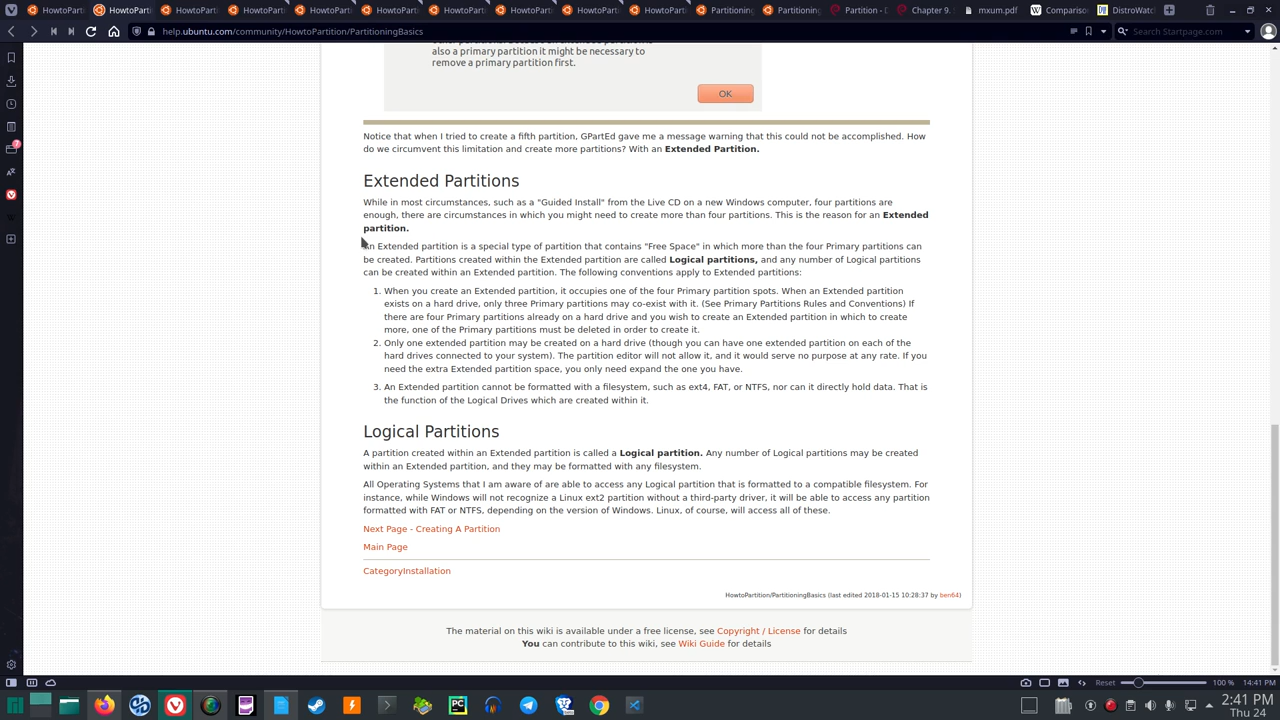 HowtoPartit
HowtoPartit
HowtoPartit
HowtoPartit
HowtoPartit
HowtoPartit
HowtoPartit
HowtoPartit
HowtoPartit
HowtoPartit
HowtoPartit
HowtoPart
Partitioning
Partitioning
Partition - D
Chapter 9.
mxum.pdf
Comparison
DistroWatc
help.ubuntu.com/community/HowtoPartition/PartitioningBasics
Search Startpage.com
also a primary partition it might be necessary to
remove a primary partition first.
OK
Notice that when I tried to create a fifth partition, GPartEd gave me a message warning that this could not be accomplished. How
do we circumvent this limitation and create more partitions? With an Extended Partition.
Extended Partitions
While in most circumstances, such as a "Guided Install" from the Live CD on a new Windows computer, four partitions are
enough, there are circumstances in which you might need to create more than four partitions. This is the reason for an Extended
partition.
An Extended partition is a special type of partition that contains "Free Space" in which more than the four Primary partitions can
be created. Partitions created within the Extended partition are called Logical partitions, and any number of Logical partitions
can be created within an Extended partition. The following conventions apply to Extended partitions:
1. When you create an Extended partition, it occupies one of the four Primary partition spots. When an Extended partition
exists on a hard drive, only three Primary partitions may co-exist with it. (See Primary Partitions Rules and Conventions) If
there are four Primary partitions already on a hard drive and you wish to create an Extended partition in which to create
more, one of the Primary partitions must be deleted in order to create it.
2. Only one extended partition may be created on a hard drive (though you can have one extended partition on each of the
hard drives connected to your system). The partition editor will not allow it, and it would serve no purpose at any rate. If you
need the extra Extended partition space, you only need expand the one you have.
3. An Extended partition cannot be formatted with a filesystem, such as ext4, FAT, or NTFS, nor can it directly hold data. That is
the function of the Logical Drives which are created within it.
Logical Partitions
A partition created within an Extended partition is called a Logical partition. Any number of Logical partitions may be created
within an Extended partition, and they may be formatted with any filesystem.
All Operating Systems that I am aware of are able to access any Logical partition that is formatted to a compatible filesystem. For
instance, while Windows will not recognize a Linux ext2 partition without a third-party driver, it will be able to access any partition
formatted with FAT or NTFS, depending on the version of Windows. Linux, of course, will access all of these.
Next Page - Creating A Partition
Main Page
CategoryInstallation
HowtoPartition/PartitioningBasics (last edited 2018-01-15 10:28:37 by ben64)
The material on this wiki is available under a free license, see Copyright / License for details
You can contribute to this wiki, see Wiki Guide for details
Reset
100 %
14:41 PM
2:41 PM
Thu 24